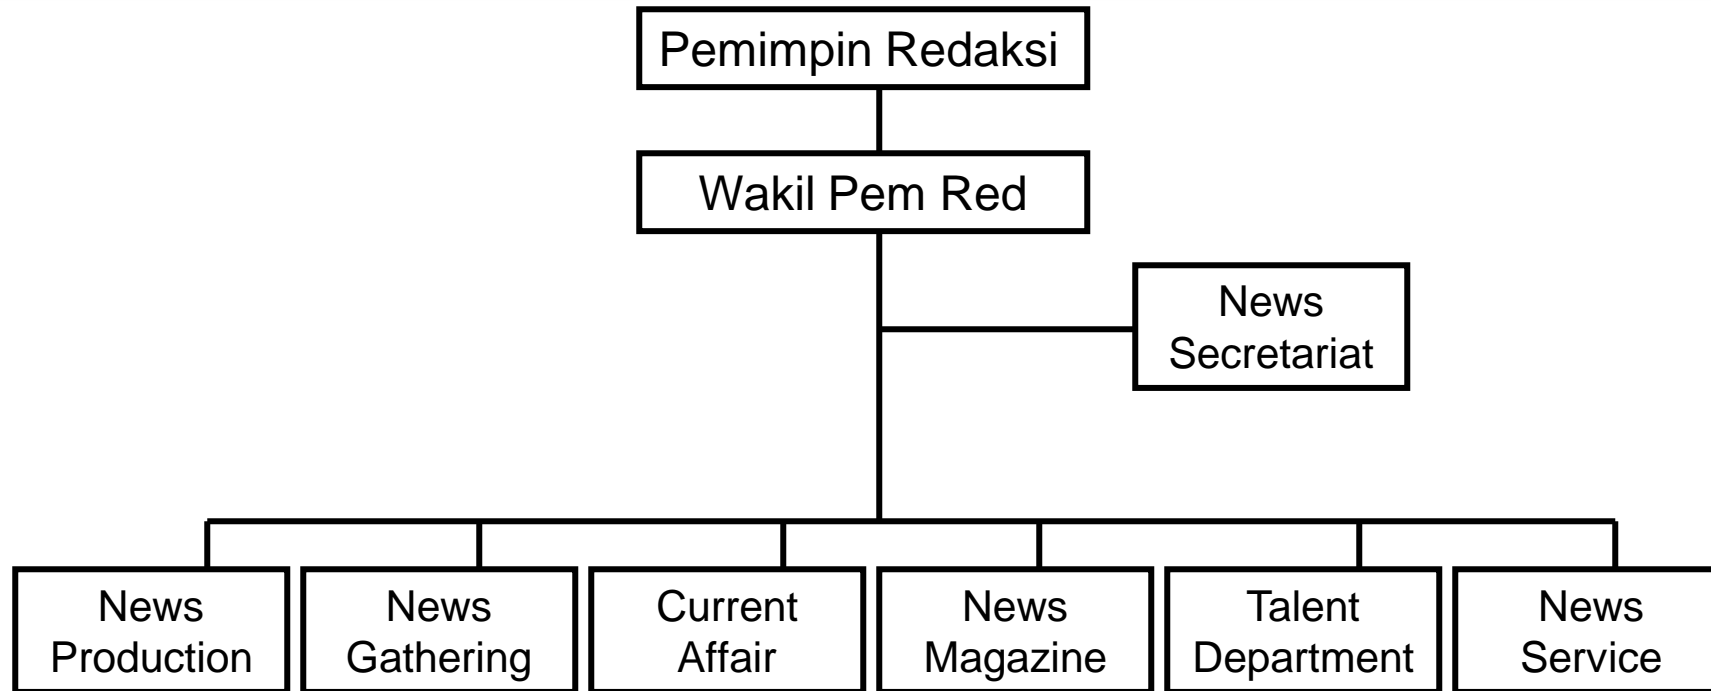 Pemimpin Redaksi
Wakil Pem Red
News
Secretariat
News
Production
News
Gathering
Current
Affair
News
Magazine
Talent
Department
News
Service